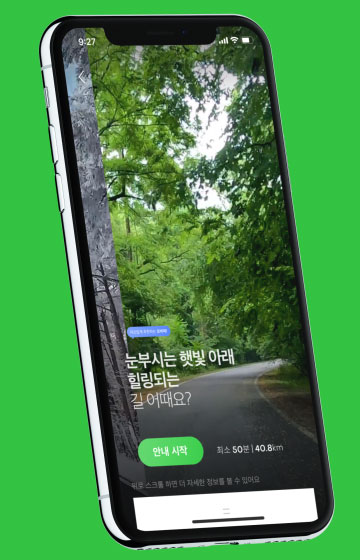 9:27
눈부시는 햇빛 아래
힐링되는
길 어때요?
안내 시작
최소 50분 | 40.8km
위로 스크롤 하면 더 자세한 정보를 볼 수 있어요